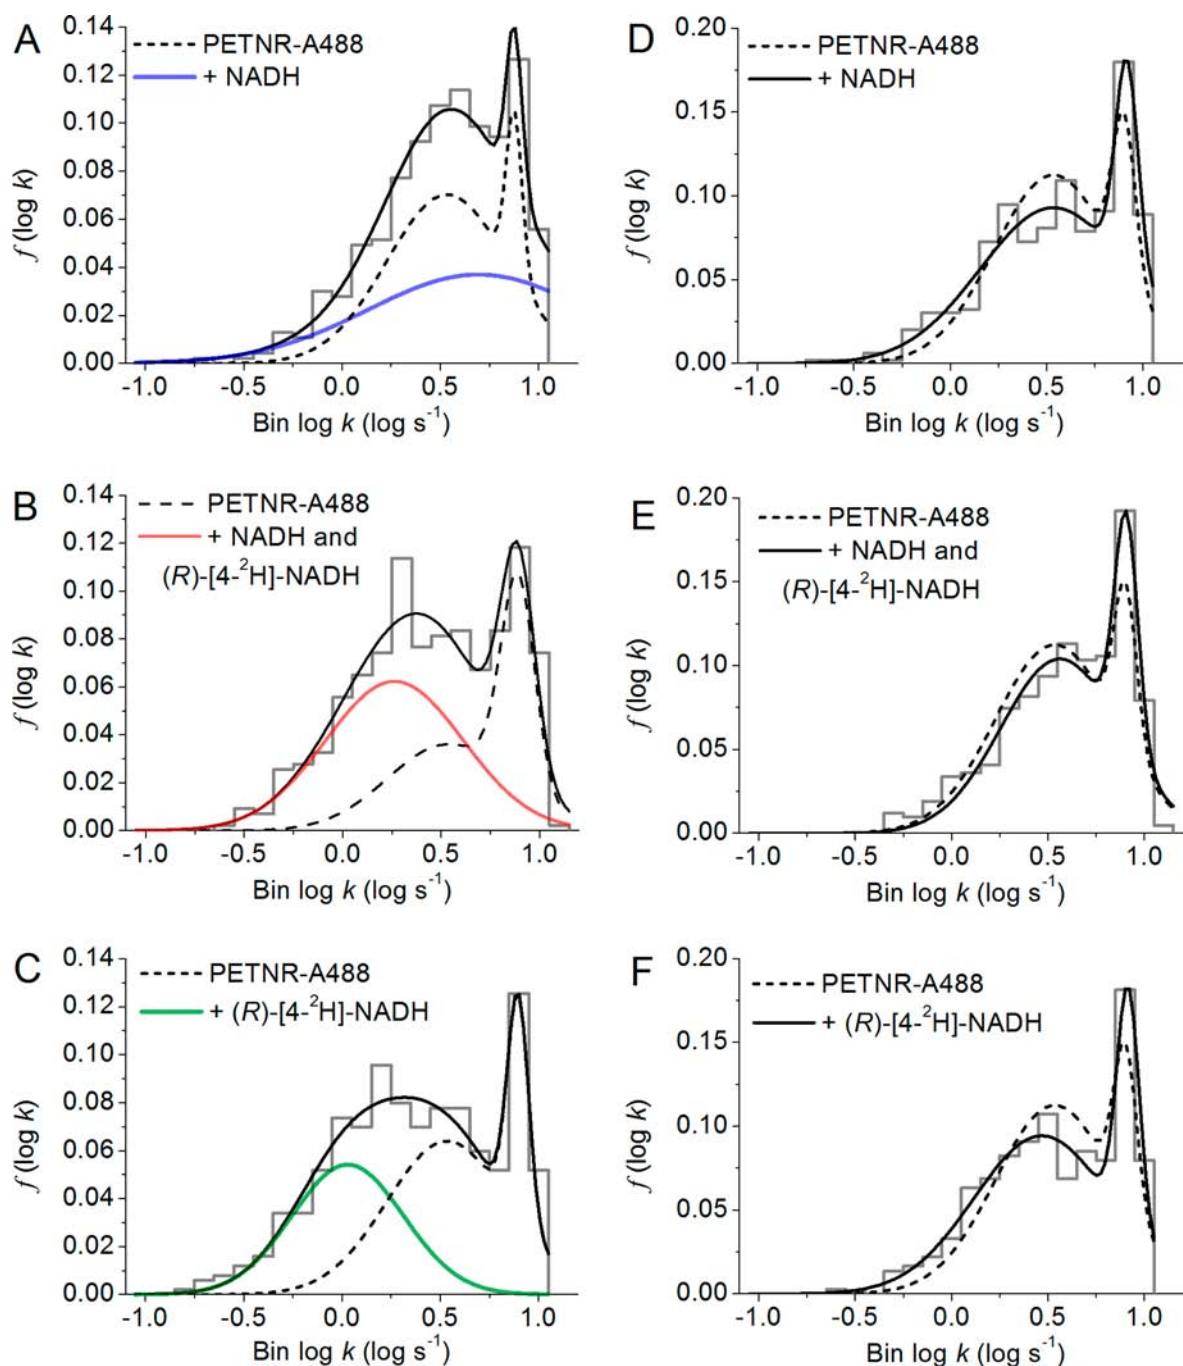 A
PETNR-A488
+ NADH
0.14
0.12
0.10
0.08
0.06
0.04
0.02
0.00
f (log k)
-1.0 -0.5 0.0 0.5 1.0
Bin log k (log s⁻¹)
D
PETNR-A488
+ NADH
0.20
0.15
0.10
0.05
0.00
f (log k)
-1.0 -0.5 0.0 0.5 1.0
Bin log k (log s⁻¹)
B
PETNR-A488
+ NADH and
(R)-[4-²H]-NADH
0.14
0.12
0.10
0.08
0.06
0.04
0.02
0.00
f (log k)
-1.0 -0.5 0.0 0.5 1.0
Bin log k (log s⁻¹)
E
PETNR-A488
+ NADH and
(R)-[4-²H]-NADH
0.20
0.15
0.10
0.05
0.00
f (log k)
-1.0 -0.5 0.0 0.5 1.0
Bin log k (log s⁻¹)
C
PETNR-A488
+ (R)-[4-²H]-NADH
0.14
0.12
0.10
0.08
0.06
0.04
0.02
0.00
f (log k)
-1.0 -0.5 0.0 0.5 1.0
Bin log k (log s⁻¹)
F
PETNR-A488
+ (R)-[4-²H]-NADH
0.20
0.15
0.10
0.05
0.00
f (log k)
-1.0 -0.5 0.0 0.5 1.0
Bin log k (log s⁻¹)